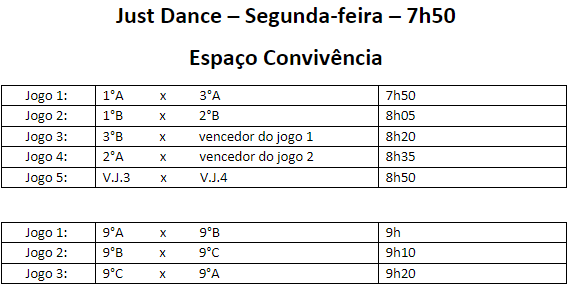 Just Dance – Segunda-feira – 7h50
Espaço Convivência
Jogo 1: 1°A x 3°A 7h50
Jogo 2: 1°B x 2°B 8h05
Jogo 3: 3°B x vencedor do jogo 1 8h20
Jogo 4: 2°A x vencedor do jogo 2 8h35
Jogo 5: V.J.3 x V.J.4 8h50
Jogo 1: 9°A x 9°B 9h
Jogo 2: 9°B x 9°C 9h10
Jogo 3: 9°C x 9°A 9h20